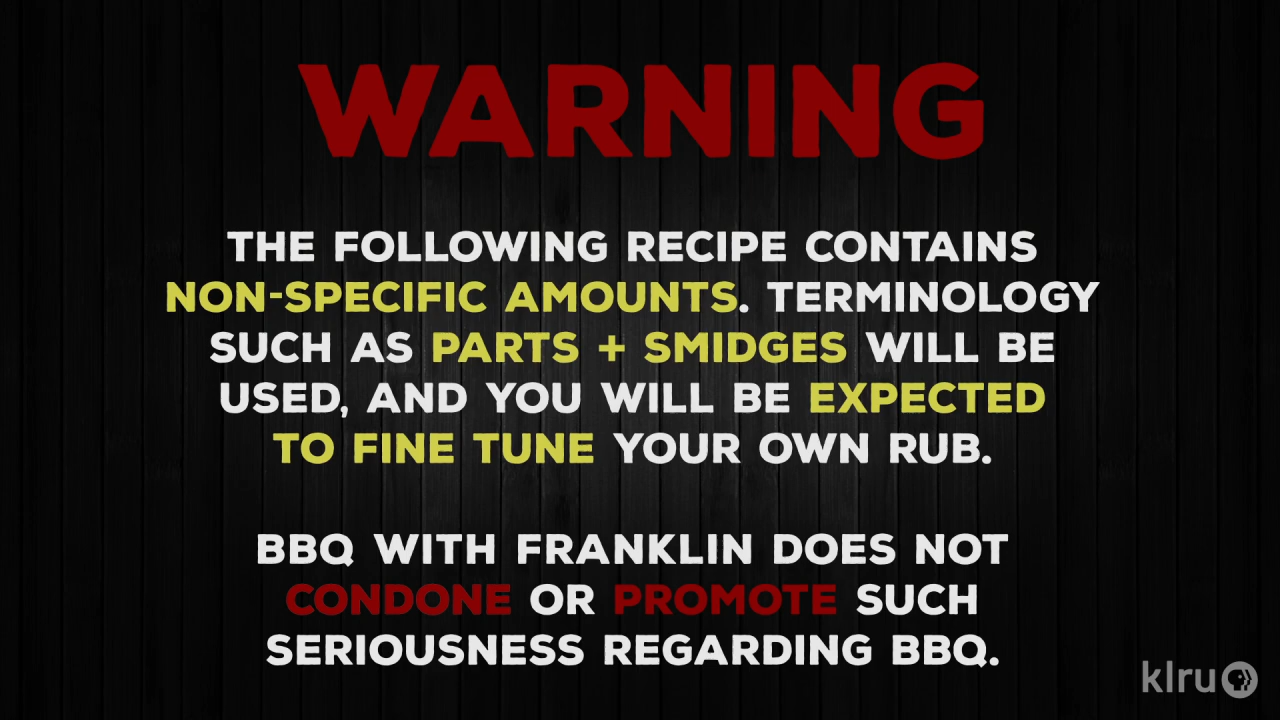 WARNING
THE FOLLOWING RECIPE CONTAINS
NON-SPECIFIC AMOUNTS. TERMINOLOGY
SUCH AS PARTS + SMIDGES WILL BE
USED, AND YOU WILL BE EXPECTED
TO FINE TUNE YOUR OWN RUB.
BBQ WITH FRANKLIN DOES NOT
CONDONE OR PROMOTE SUCH
SERIOUSNESS REGARDING BBQ.
klru